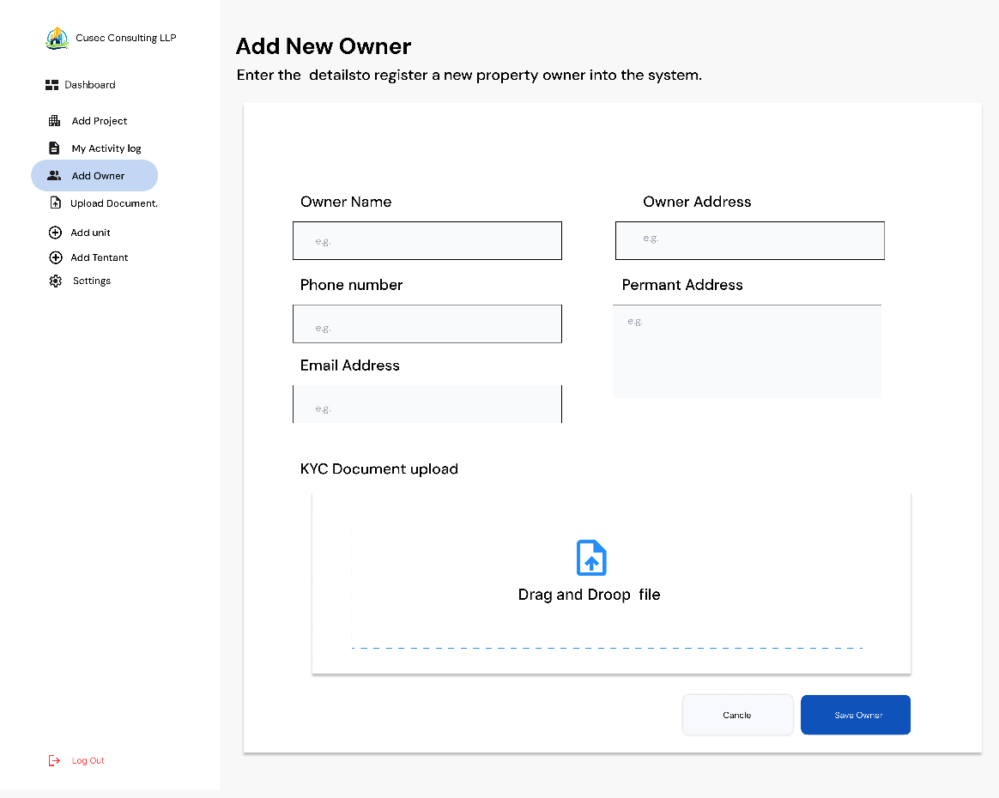 Cusec Consulting LLP
Dashboard
Add Project
My Activity log
Add Owner
Upload Document.
Add unit
Add Tentant
Settings
Log Out
Add New Owner
Enter the  detailsto register a new property owner into the system.
Owner Name
e.g.
Owner Address
e.g.
Phone number
e.g.
Permant Address
e.g.
Email Address
e.g.
KYC Document upload
Drag and Droop  file
Cancle
Save Owner